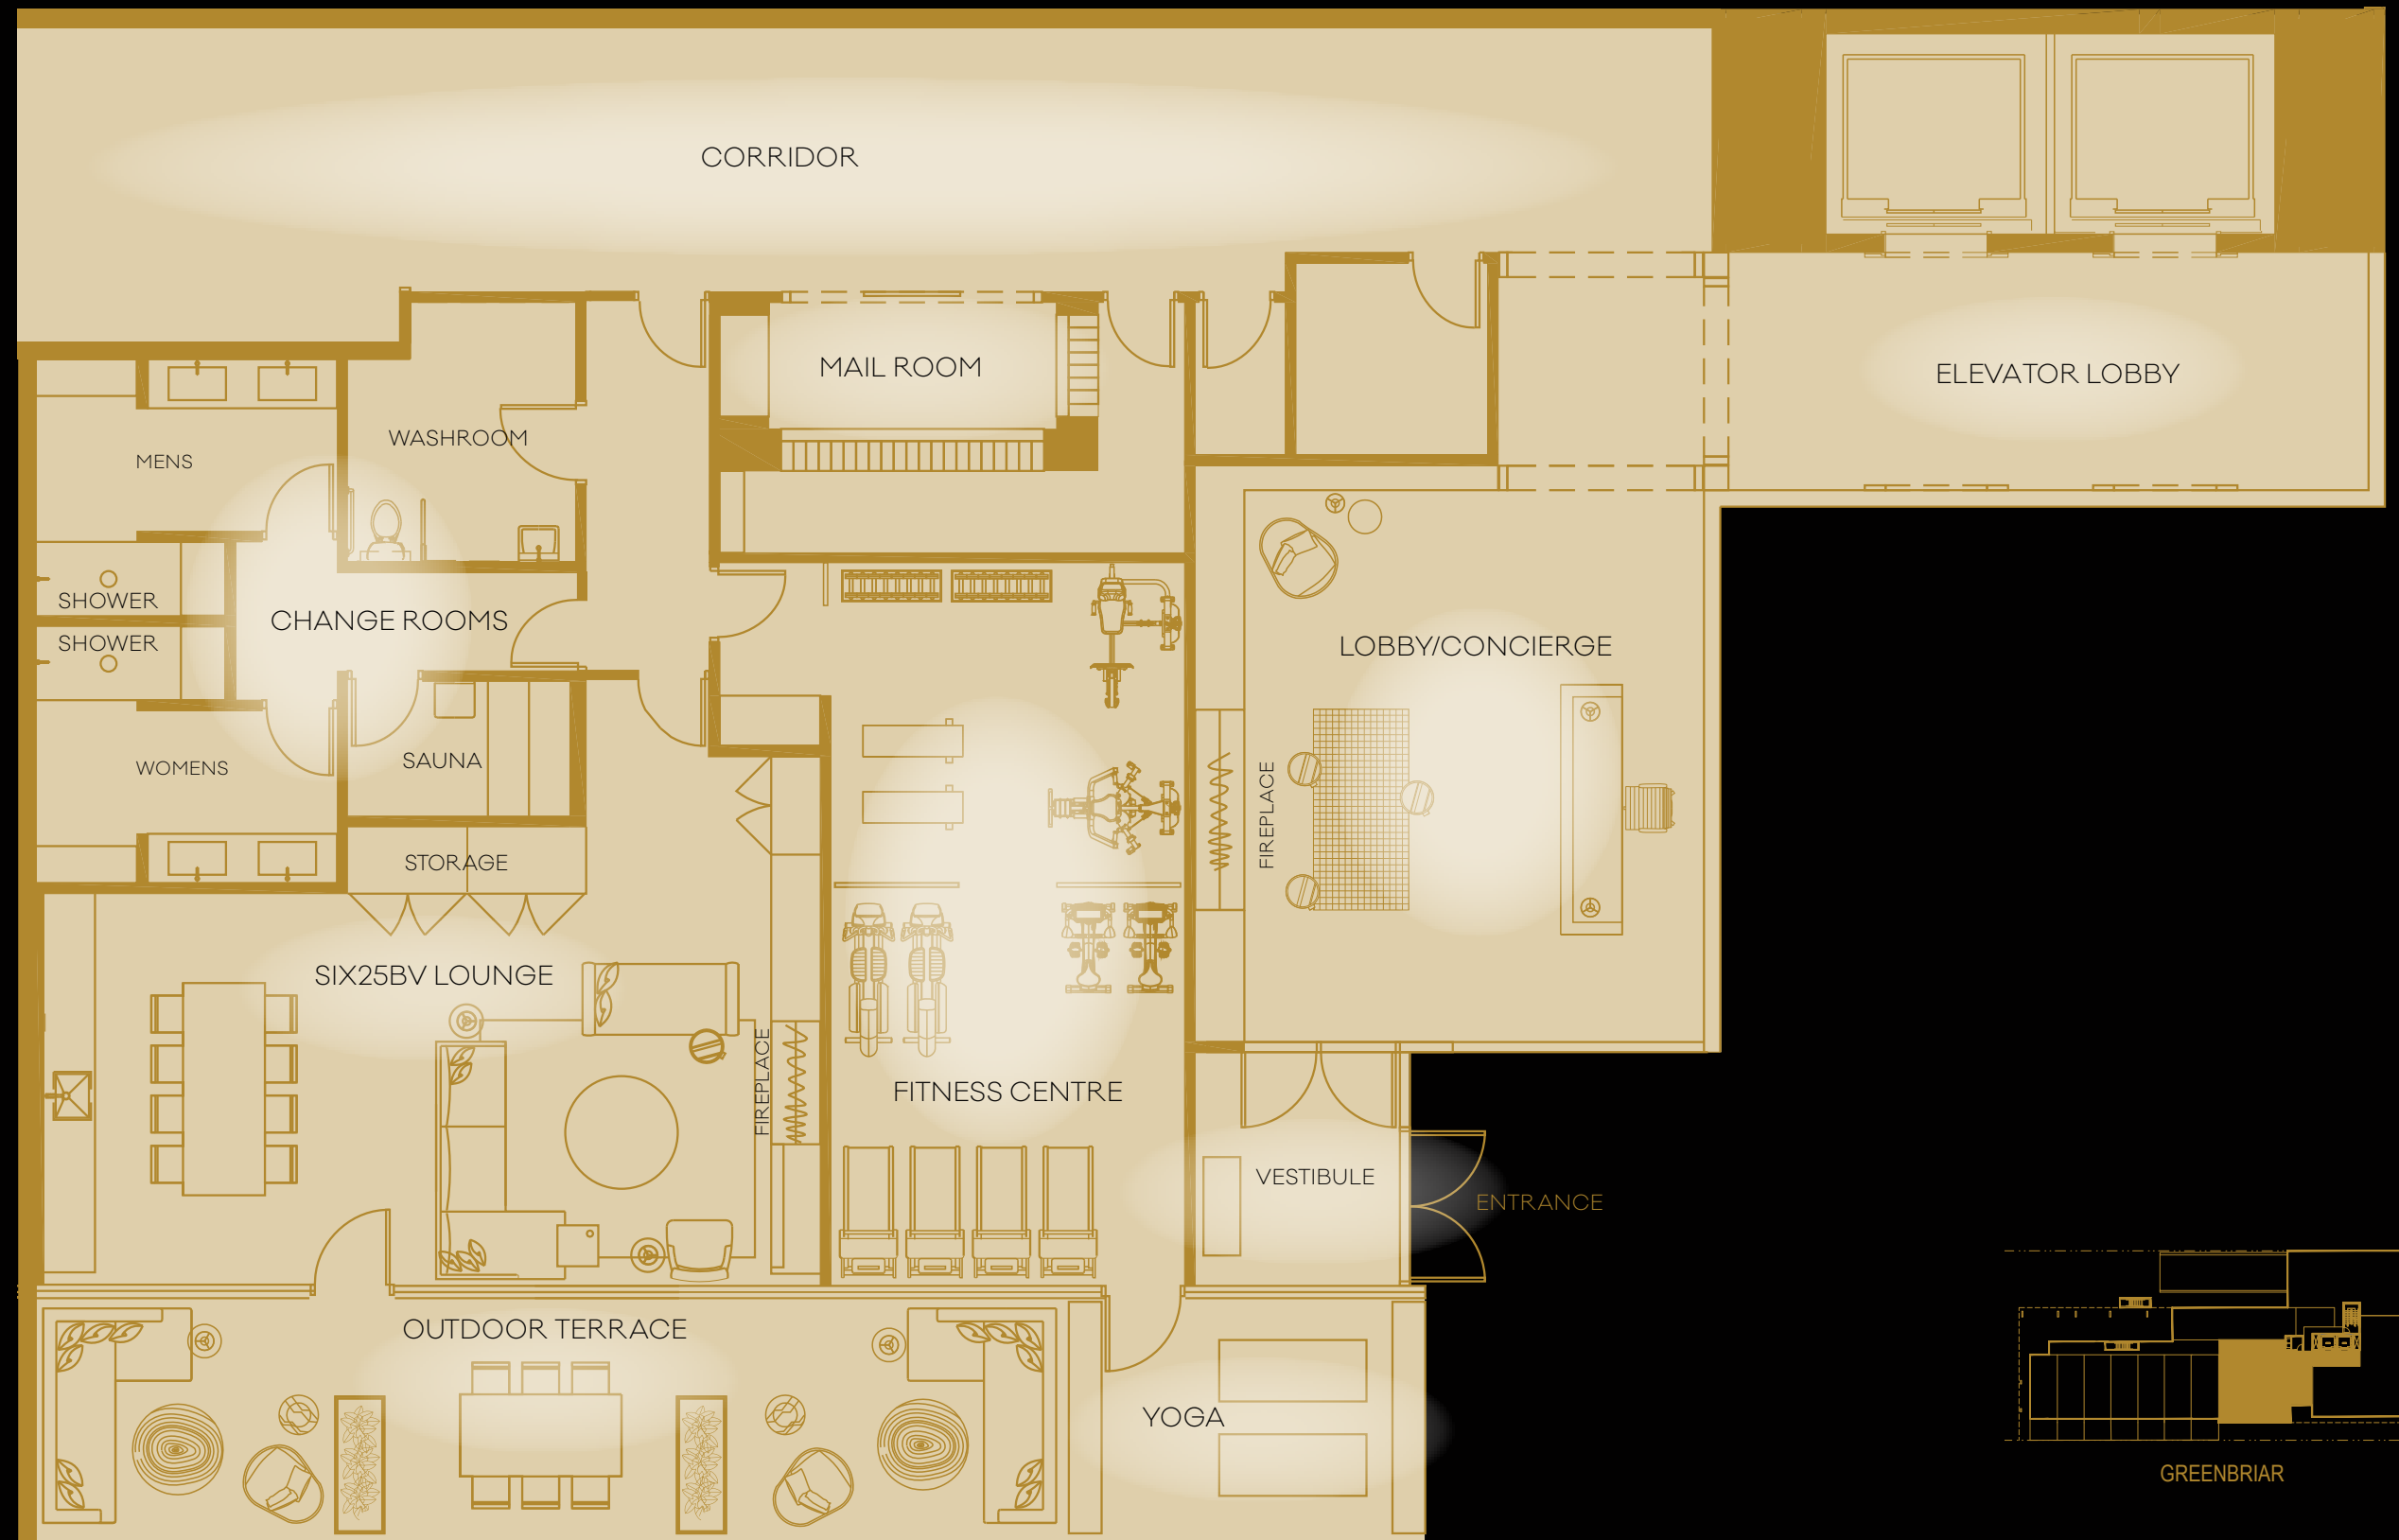 CORRIDOR
MAIL ROOM
ELEVATOR LOBBY
WASHROOM
MENS
SHOWER
CHANGE ROOMS
SHOWER
LOBBY/CONCIERGE
WOMENS
SAUNA
FIREPLACE
STORAGE
SIX25BV LOUNGE
FIREPLACE
FITNESS CENTRE
VESTIBULE
ENTRANCE
OUTDOOR TERRACE
YOGA
GREENBRIAR